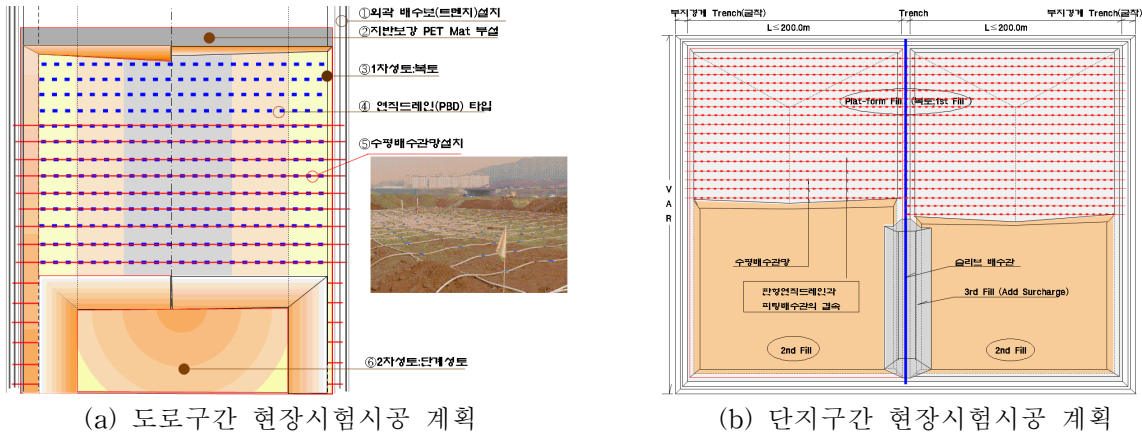 ①외곽 배수보(트렌치)설치
②지반보강 PET Mat 부설
③1차성토:복토
④ 연직드레인(PBD) 타입
⑤수평배수관망설치
⑥2차성토:단계성토
(a) 도로구간 현장시험시공 계획
부지경계 Trench(굴착)
Trench
부지경계 Trench(굴착)
L≤200.0m
L≤200.0m
Plat-form Fill (복토:1st Fill)
VAR
수평배수관망
슬리브 배수관
판형연직드레인과
피팅배수관의 결속
3rd Fill (Add Surcharge)
2nd Fill
2nd Fill
(b) 단지구간 현장시험시공 계획